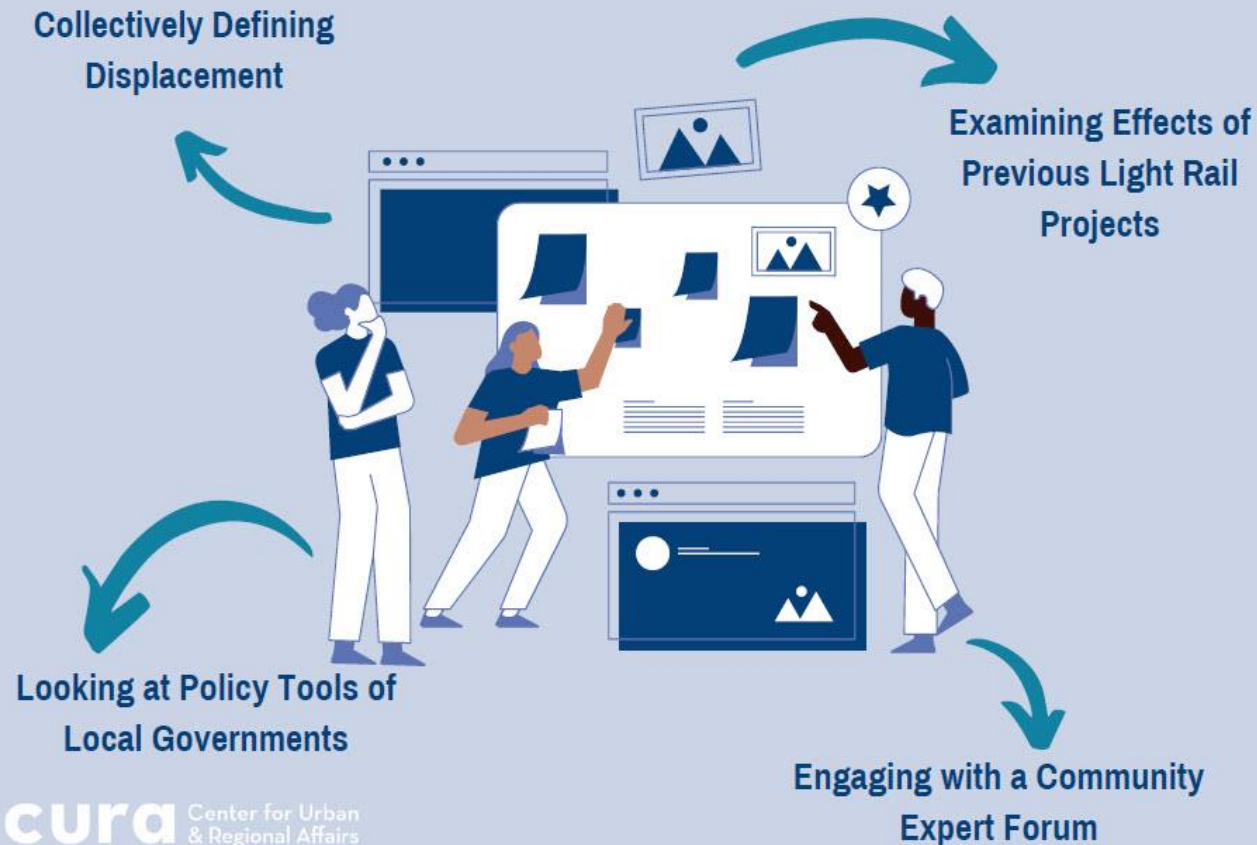 Collectively Defining
Displacement
Examining Effects of
Previous Light Rail
Projects
Looking at Policy Tools of
Local Governments
Engaging with a Community
Expert Forum
cura Center for Urban
& Regional Affairs